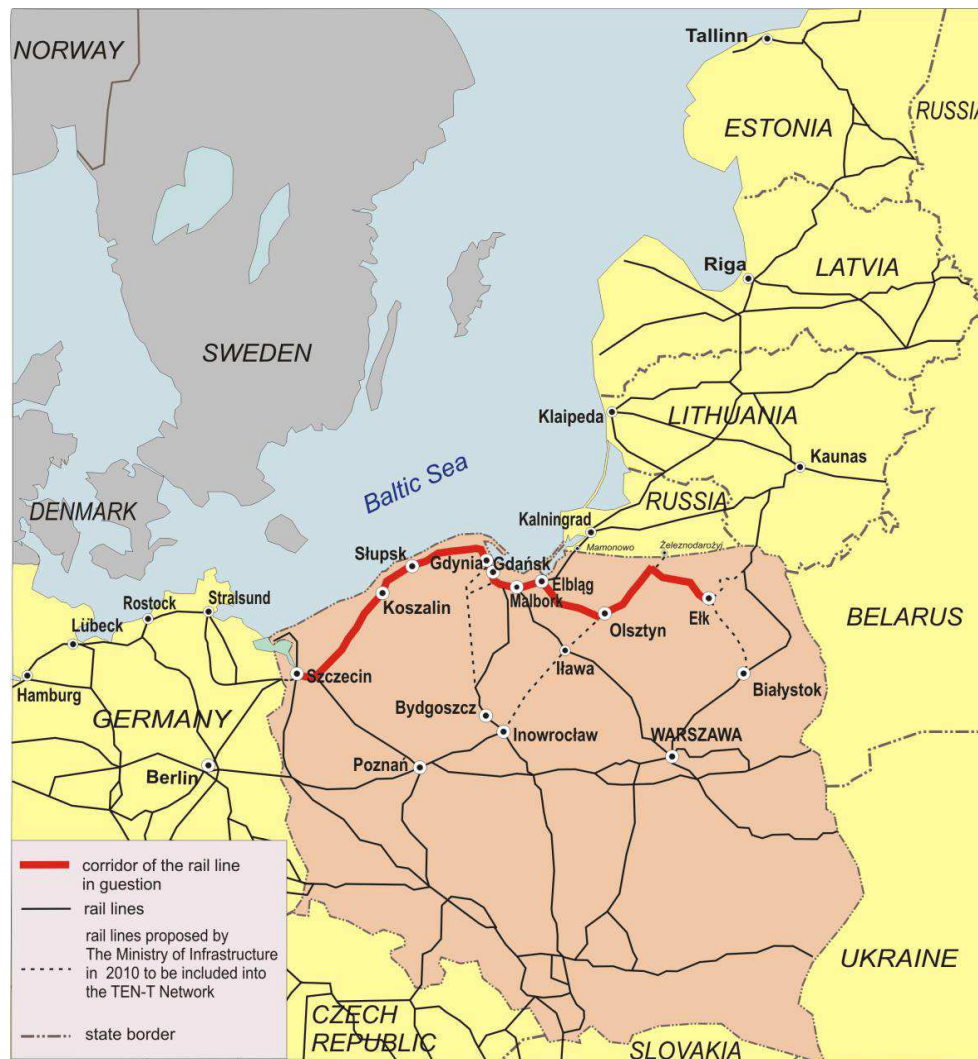 NORWAY
Tallinn
RUSSIA
ESTONIA
Riga
LATVIA
SWEDEN
Klaipeda
LITHUANIA
Kaunas
Baltic Sea
RUSSIA
DENMARK
Kalningrad
Mamonowo
Żeleznodarożyj
Słupsk
Gdynia
Gdańsk
Elbląg
Malbork
Koszalin
Olsztyn
Ełk
BELARUS
Stralsund
Rostock
Lübeck
Hamburg
Szczecin
Iława
Białystok
GERMANY
Bydgoszcz
Inowrocław
WARSZAWA
Berlin
Poznań
corridor of the rail line
in guestion
rail lines
rail lines proposed by
The Ministry of Infrastructure
in 2010 to be included into
the TEN-T Network
state border
UKRAINE
CZECH
REPUBLIC
SLOVAKIA